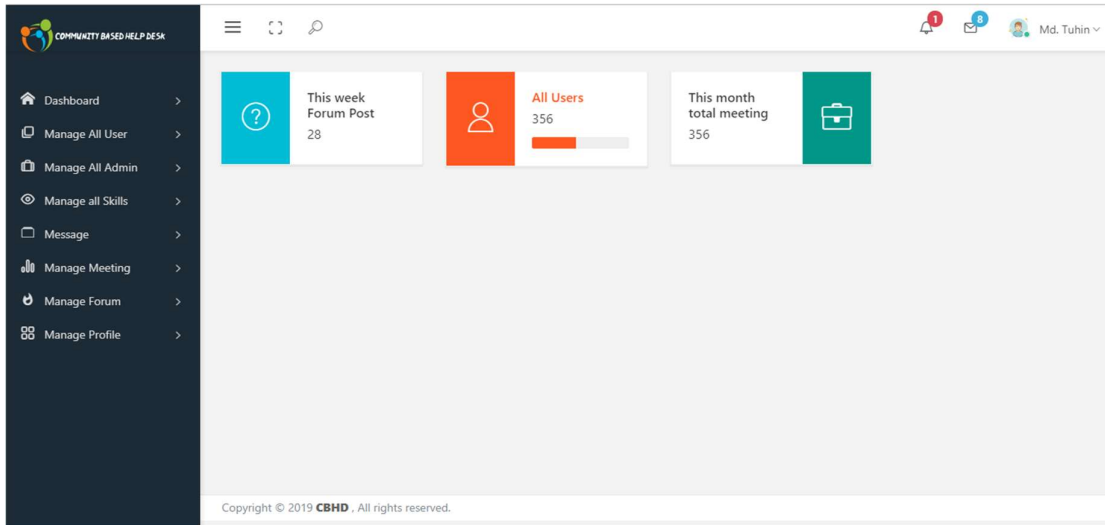 COMMUNITY BASED HELP DESK
1
8
Md. Tuhin
Dashboard
Manage All User
Manage All Admin
Manage all Skills
Message
Manage Meeting
Manage Forum
Manage Profile
This week
Forum Post
28
All Users
356
This month
total meeting
356
Copyright © 2019 CBHD , All rights reserved.